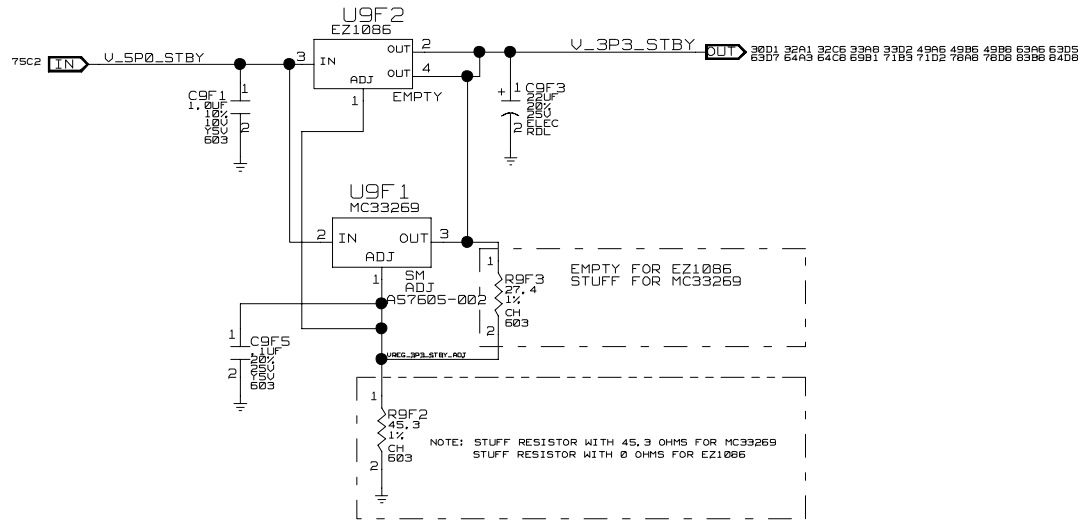 U9F2
EZ1086
75C2 IN V_5P0_STBY 3 IN OUT 2 V_3P3_STBY OUT 30D1 32A1 32C6 33A8 33D2 49A6 49B6 49B8 63A6 63D5
63D7 64A3 64C8 69B1 71B3 71D2 78A8 78D8 83B8 84D8
OUT 4
ADJ
1
EMPTY
1
C9F1
1.0UF
10%
10V
Y5V
603
2
+ 1
C9F3
22UF
20%
25V
ELEC
RDL
2
U9F1
MC33269
2 IN OUT 3
ADJ
1
SM
ADJ
A57605-002
1
R9F3
27.4
1%
CH
603
2
EMPTY FOR EZ1086
STUFF FOR MC33269
1
C9F5
.1UF
20%
25V
Y5V
603
2
VREG_3P3_STBY_ADJ
1
R9F2
45.3
1%
CH
603
2
NOTE: STUFF RESISTOR WITH 45.3 OHMS FOR MC33269
STUFF RESISTOR WITH 0 OHMS FOR EZ1086